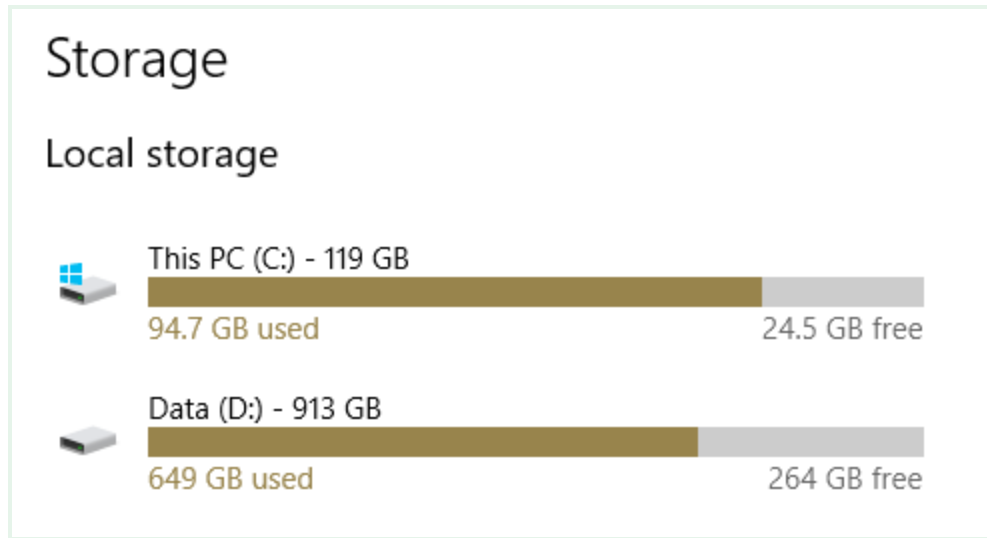 Storage
Local storage
This PC (C:) - 119 GB
94.7 GB used 24.5 GB free
Data (D:) - 913 GB
649 GB used 264 GB free